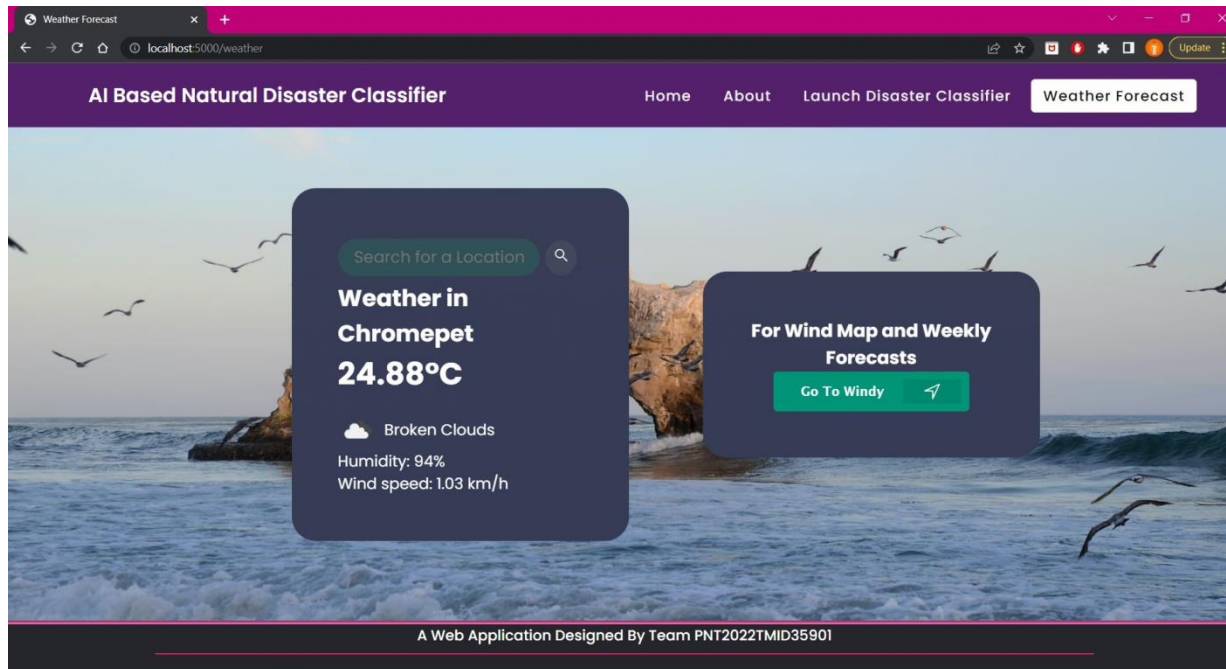 Weather Forecast
localhost:5000/weather
Update
AI Based Natural Disaster Classifier
Home About Launch Disaster Classifier Weather Forecast
Search for a Location
Weather in
Chromepet
24.88°C
Broken Clouds
Humidity: 94%
Wind speed: 1.03 km/h
For Wind Map and Weekly
Forecasts
Go To Windy
A Web Application Designed By Team PNT2022TMID35901